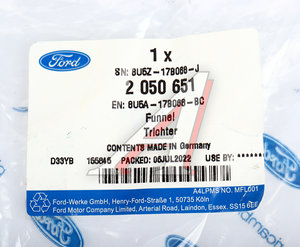 Ford
1 x
SN: 8U5Z-17B068-J
2 050 651
EN: 8U5A-17B068-BC
Funnel
Trichter
CONTENTS MADE IN Germany
D33YB 155845 PACKED: 05JUL2022 USE BY: *******
A4LPMS NO. MFL001
Ford-Werke GmbH, Henry-Ford-Straße 1, 50735 Köln
Ford Motor Company Limited, Arterial Road, Laindon, Essex. SS15 6EE